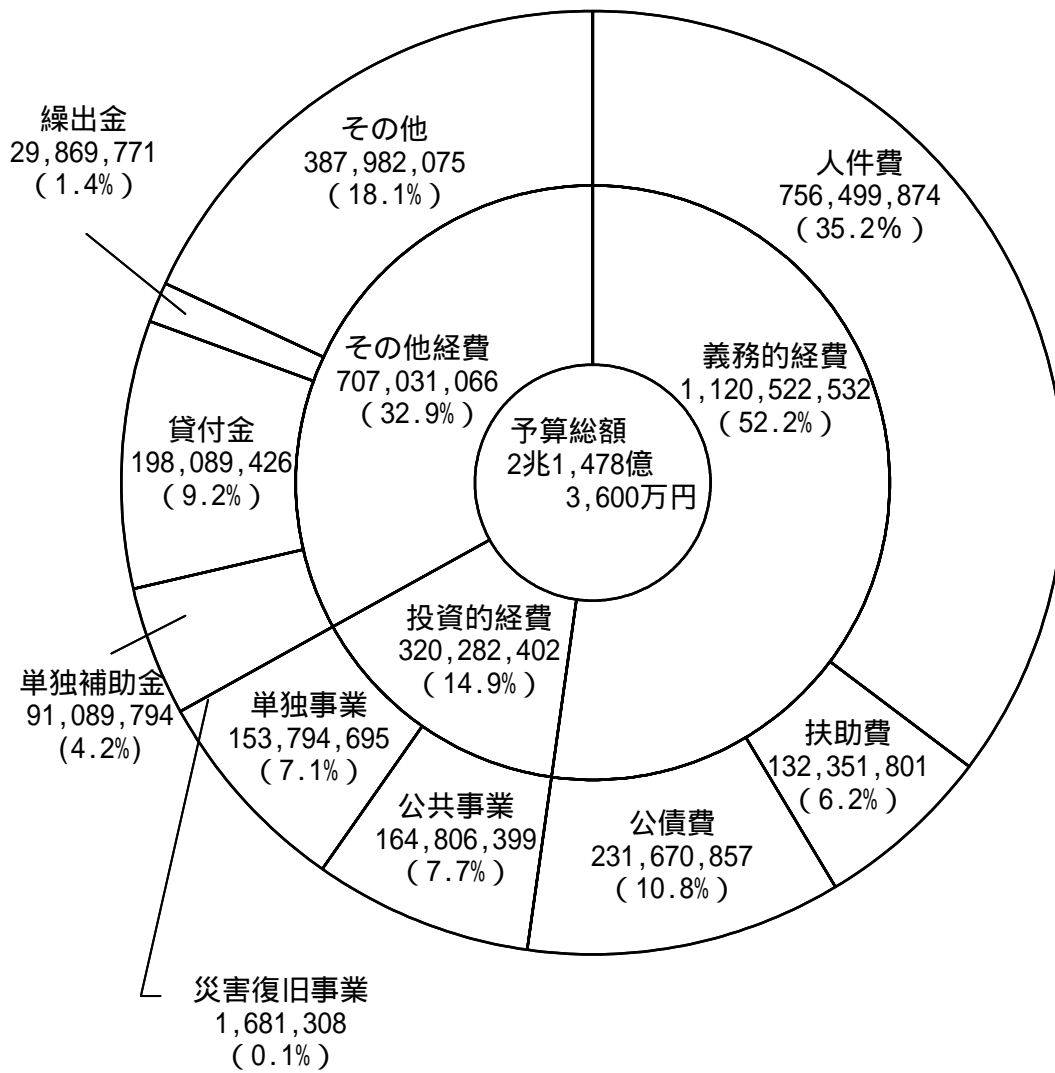 繰出金
29,869,771
(1.4%)
その他
387,982,075
(18.1%)
人件費
756,499,874
(35.2%)
その他経費
707,031,066
(32.9%)
義務的経費
1,120,522,532
(52.2%)
予算総額
2兆1,478億
3,600万円
貸付金
198,089,426
(9.2%)
投資的経費
320,282,402
(14.9%)
単独補助金
91,089,794
(4.2%)
単独事業
153,794,695
(7.1%)
扶助費
132,351,801
(6.2%)
公共事業
164,806,399
(7.7%)
公債費
231,670,857
(10.8%)
災害復旧事業
1,681,308
(0.1%)